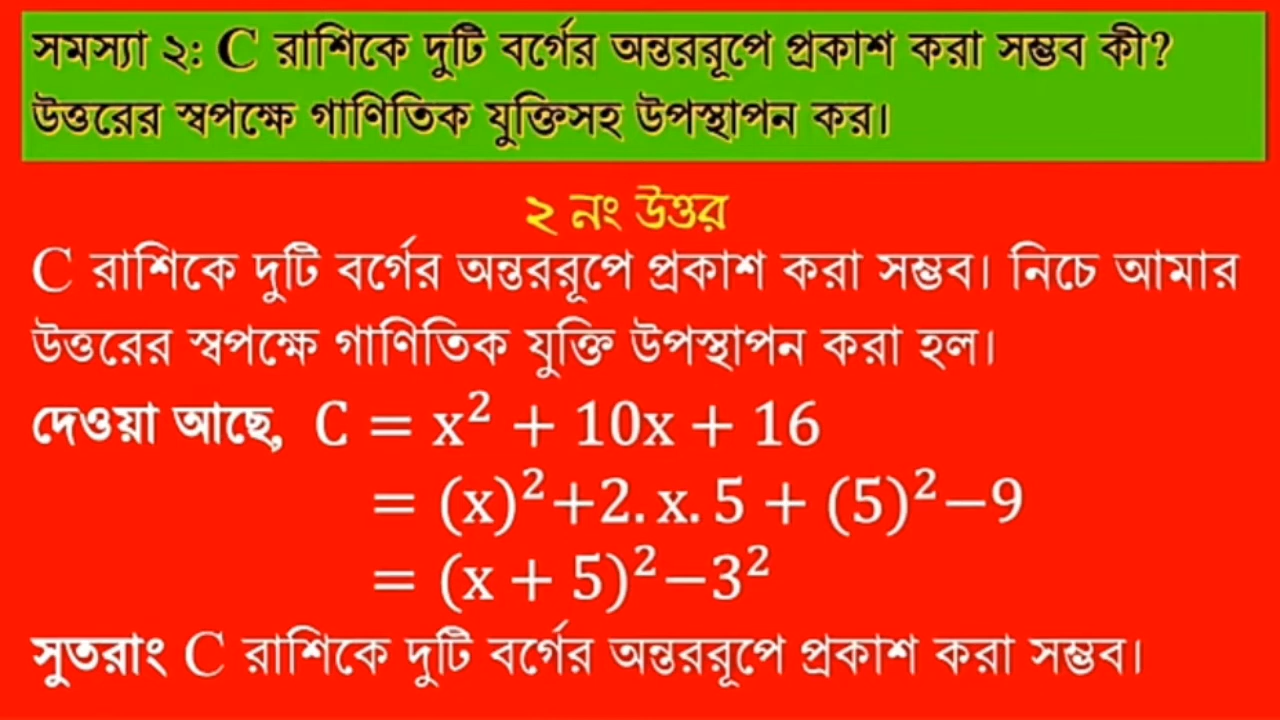 সমস্যা ২: C রাশিকে দুটি বর্গের অন্তররূপে প্রকাশ করা সম্ভব কী?
উত্তরের স্বপক্ষে গাণিতিক যুক্তিসহ উপস্থাপন কর।
২ নং উত্তর
C রাশিকে দুটি বর্গের অন্তররূপে প্রকাশ করা সম্ভব। নিচে আমার
উত্তরের স্বপক্ষে গাণিতিক যুক্তি উপস্থাপন করা হল।
দেওয়া আছে, C = x² + 10x + 16
= (x)²+2. x. 5 + (5)²−9
= (x + 5)²−3²
সুতরাং C রাশিকে দুটি বর্গের অন্তররূপে প্রকাশ করা সম্ভব।